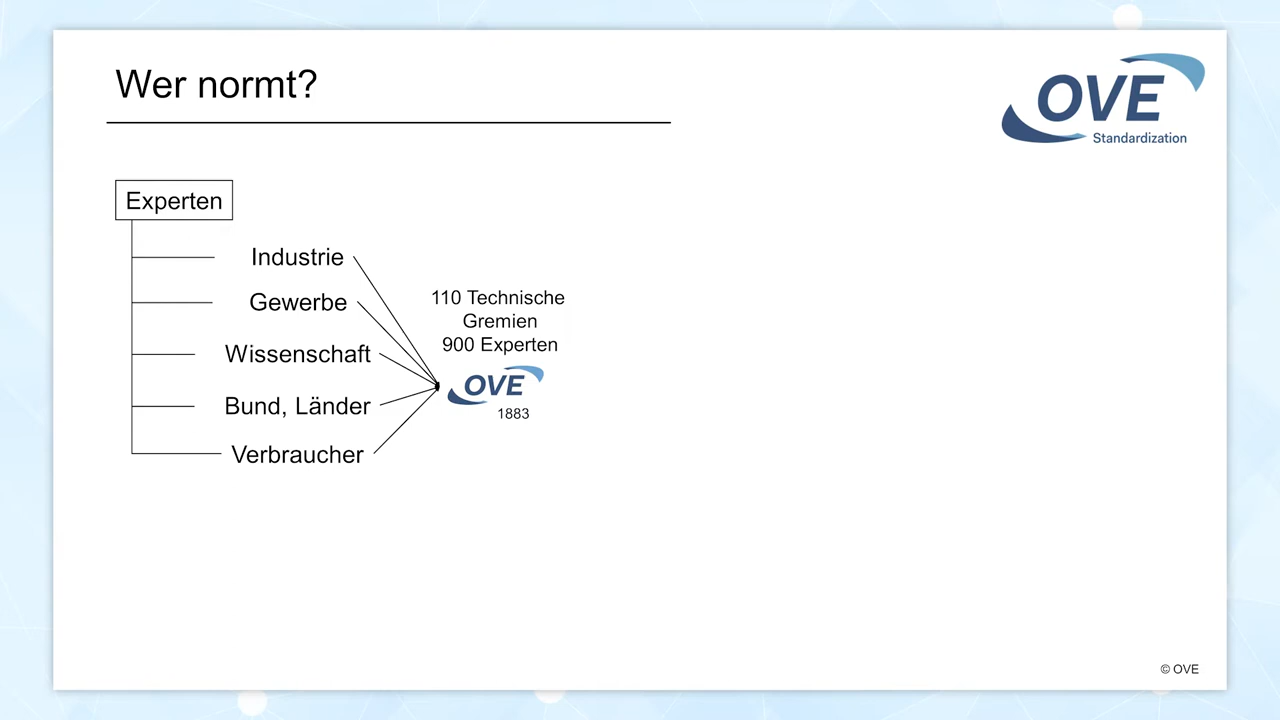 Wer normt?
OVE
Standardization
Experten
Industrie
Gewerbe
Wissenschaft
Bund, Länder
Verbraucher
110 Technische
Gremien
900 Experten
OVE
1883
© OVE